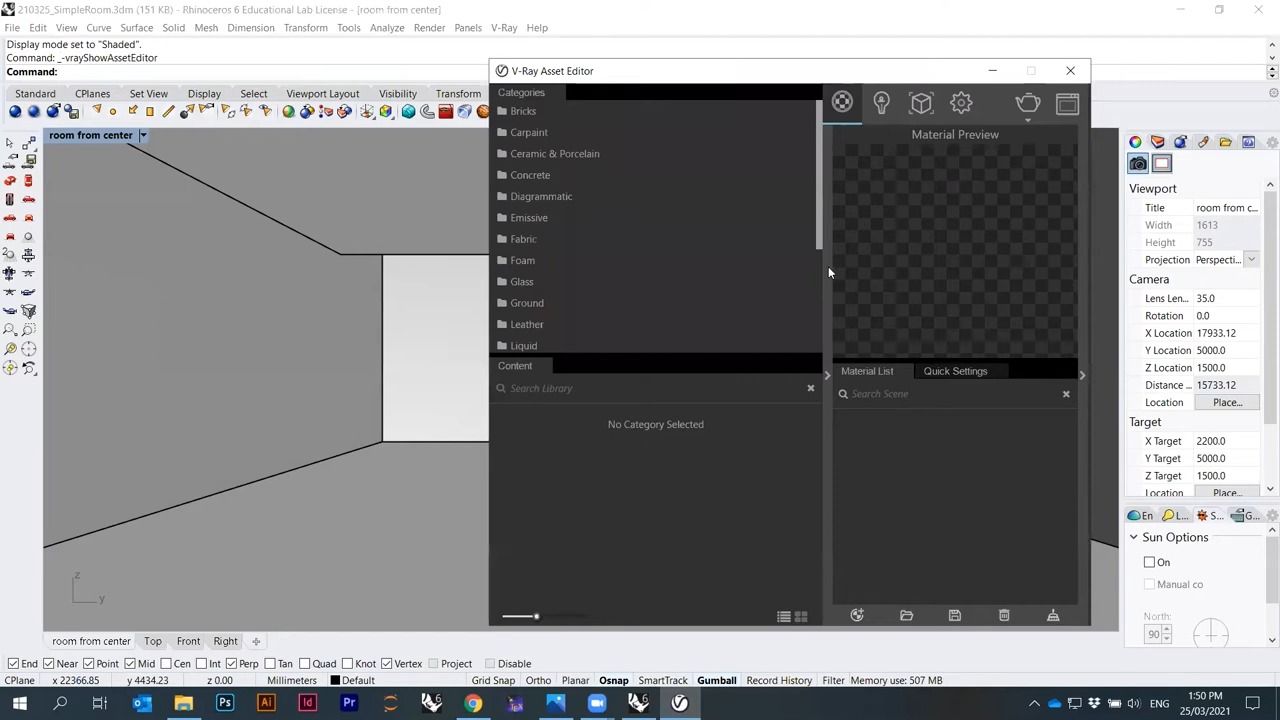 210325_SimpleRoom.3dm (151 KB) - Rhinoceros 6 Educational Lab License - [room from center]
File Edit View Curve Surface Solid Mesh Dimension Transform Tools Analyze Render Panels V-Ray Help
Display mode set to "Shaded".
Command: _-vrayShowAssetEditor
Command:
Standard CPlanes Set View Display Select Viewport Layout Visibility Transform
room from center
V-Ray Asset Editor
Categories
Bricks
Carpaint
Ceramic & Porcelain
Concrete
Diagrammatic
Emissive
Fabric
Foam
Glass
Ground
Leather
Liquid
Content
Search Library
No Category Selected
Material Preview
Material List Quick Settings
Search Scene
Viewport
Title room from c...
Width 1613
Height 755
Projection Perspecti...
Camera
Lens Len... 35.0
Rotation 0.0
X Location 17933.12
Y Location 5000.0
Z Location 1500.0
Distance ... 15733.12
Location Place...
Target
X Target 2200.0
Y Target 5000.0
Z Target 1500.0
Location Place...
En L... S... G...
Sun Options
On
Manual co
North:
90
z
y
room from center Top Front Right
End Near Point Mid Cen Int Perp Tan Quad Knot Vertex Project Disable
CPlane x 22366.85 y 4434.23 z 0.00 Millimeters Default Grid Snap Ortho Planar Osnap SmartTrack Gumball Record History Filter Memory use: 507 MB
Ps Ai Id Pr
1:50 PM
25/03/2021